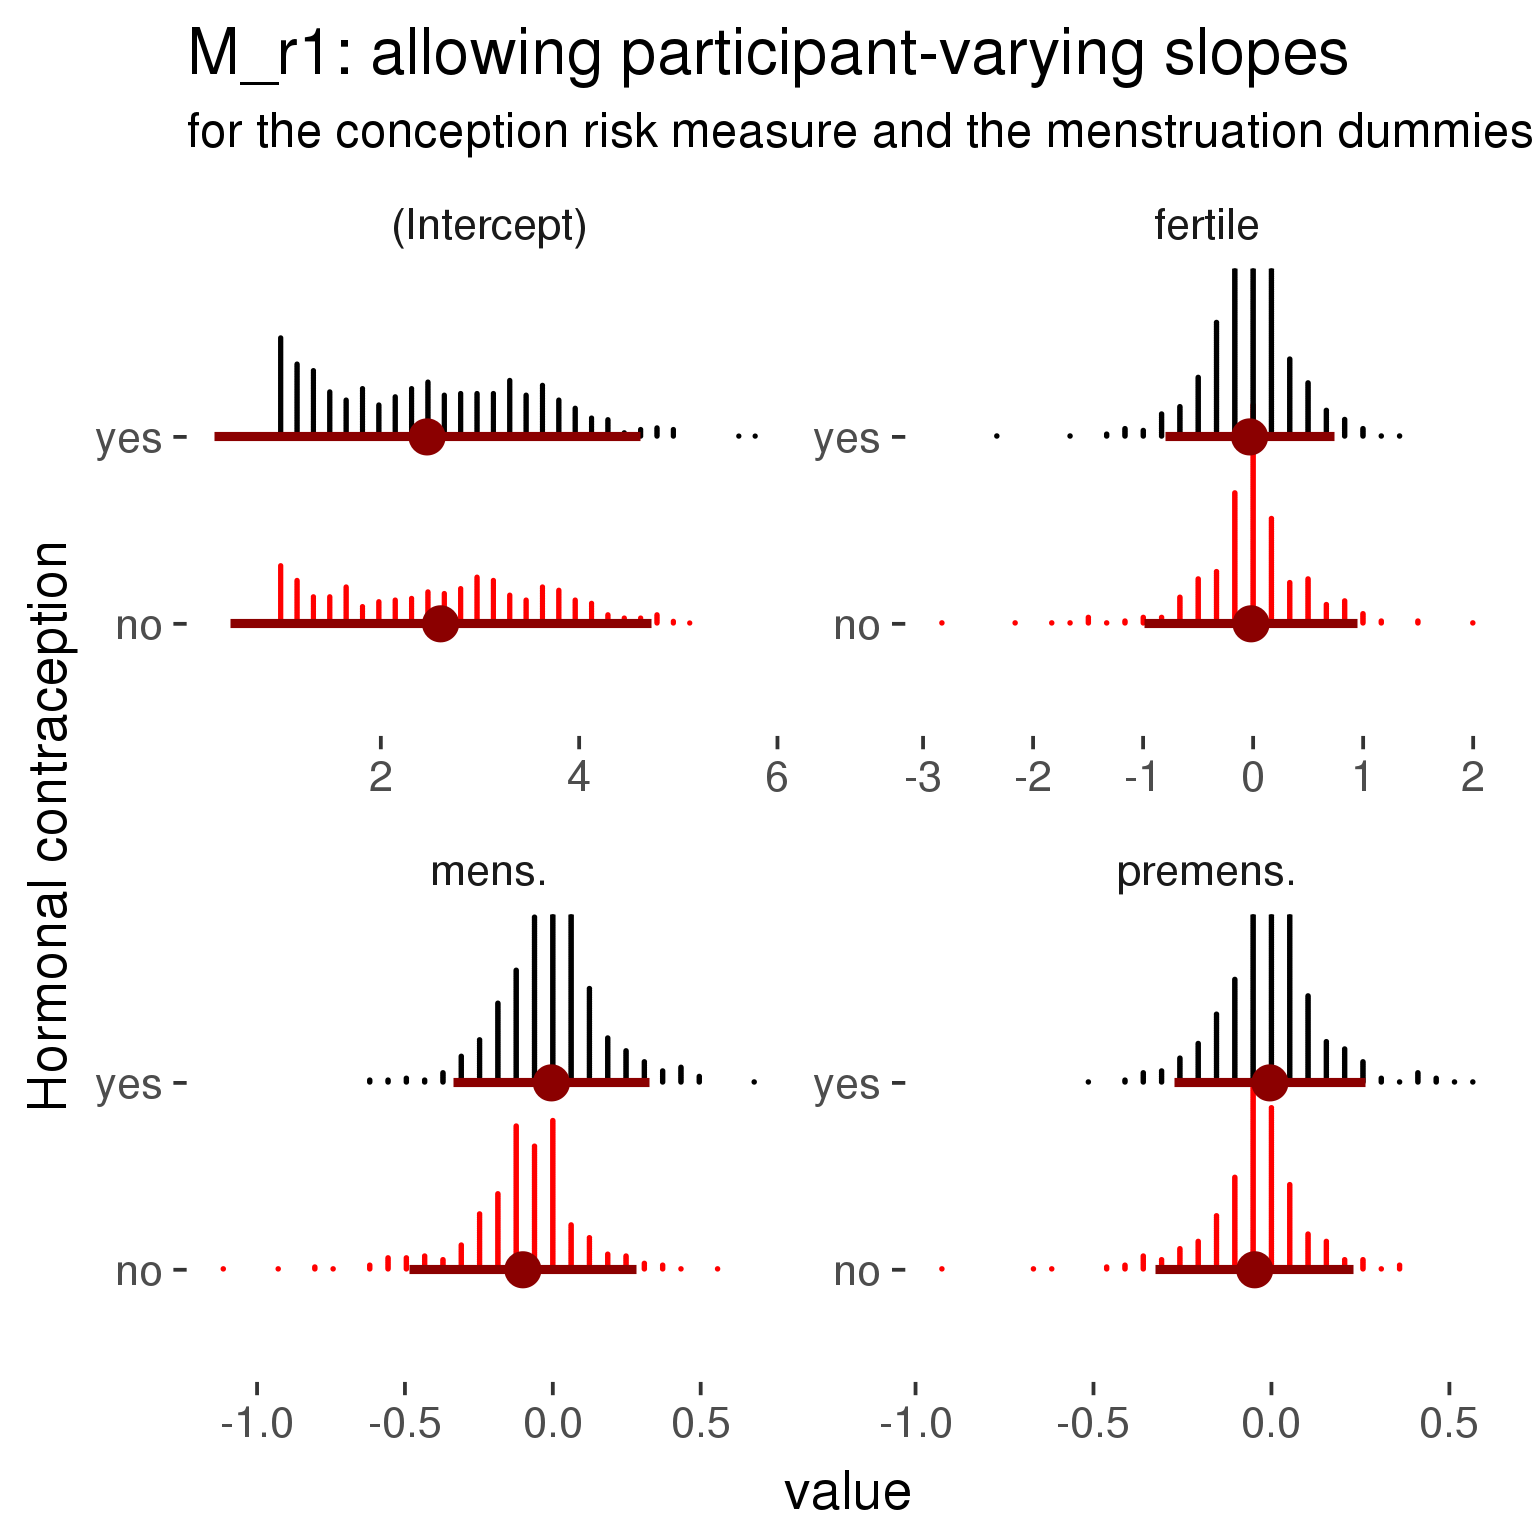 M_r1: allowing participant-varying slopes
for the conception risk measure and the menstruation dummies
(Intercept)
fertile
yes
no
yes
no
2 4 6
-3 -2 -1 0 1 2
mens.
premens.
yes
no
yes
no
-1.0 -0.5 0.0 0.5
-1.0 -0.5 0.0 0.5
Hormonal contraception
value